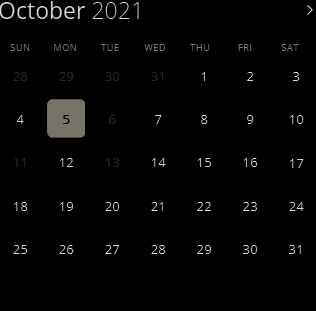 October 2021 >
SUN MON TUE WED THU FRI SAT
28 29 30 31 1 2 3
4 5 6 7 8 9 10
11 12 13 14 15 16 17
18 19 20 21 22 23 24
25 26 27 28 29 30 31